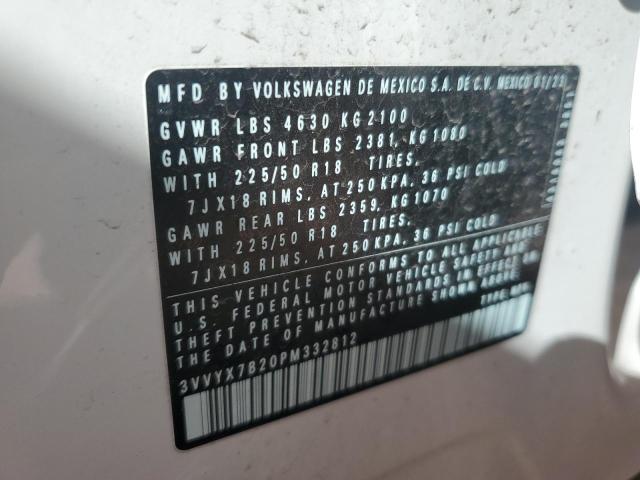 MFD BY VOLKSWAGEN DE MEXICO S.A. DE C.V. MEXICO 01/23
GVWR LBS 4630 KG 2100
GAWR FRONT LBS 2381, KG 1080
WITH 225/50 R18 TIRES,
7JX18 RIMS, AT 250 KPA, 36 PSI COLD
GAWR REAR LBS 2359, KG 1070
WITH 225/50 R18 TIRES,
7JX18 RIMS, AT 250 KPA, 36 PSI COLD
THIS VEHICLE CONFORMS TO ALL APPLICABLE
U.S. FEDERAL MOTOR VEHICLE SAFETY AND
THEFT PREVENTION STANDARDS IN EFFECT ON
THE DATE OF MANUFACTURE SHOWN ABOVE
3VVYX7B20PM332812